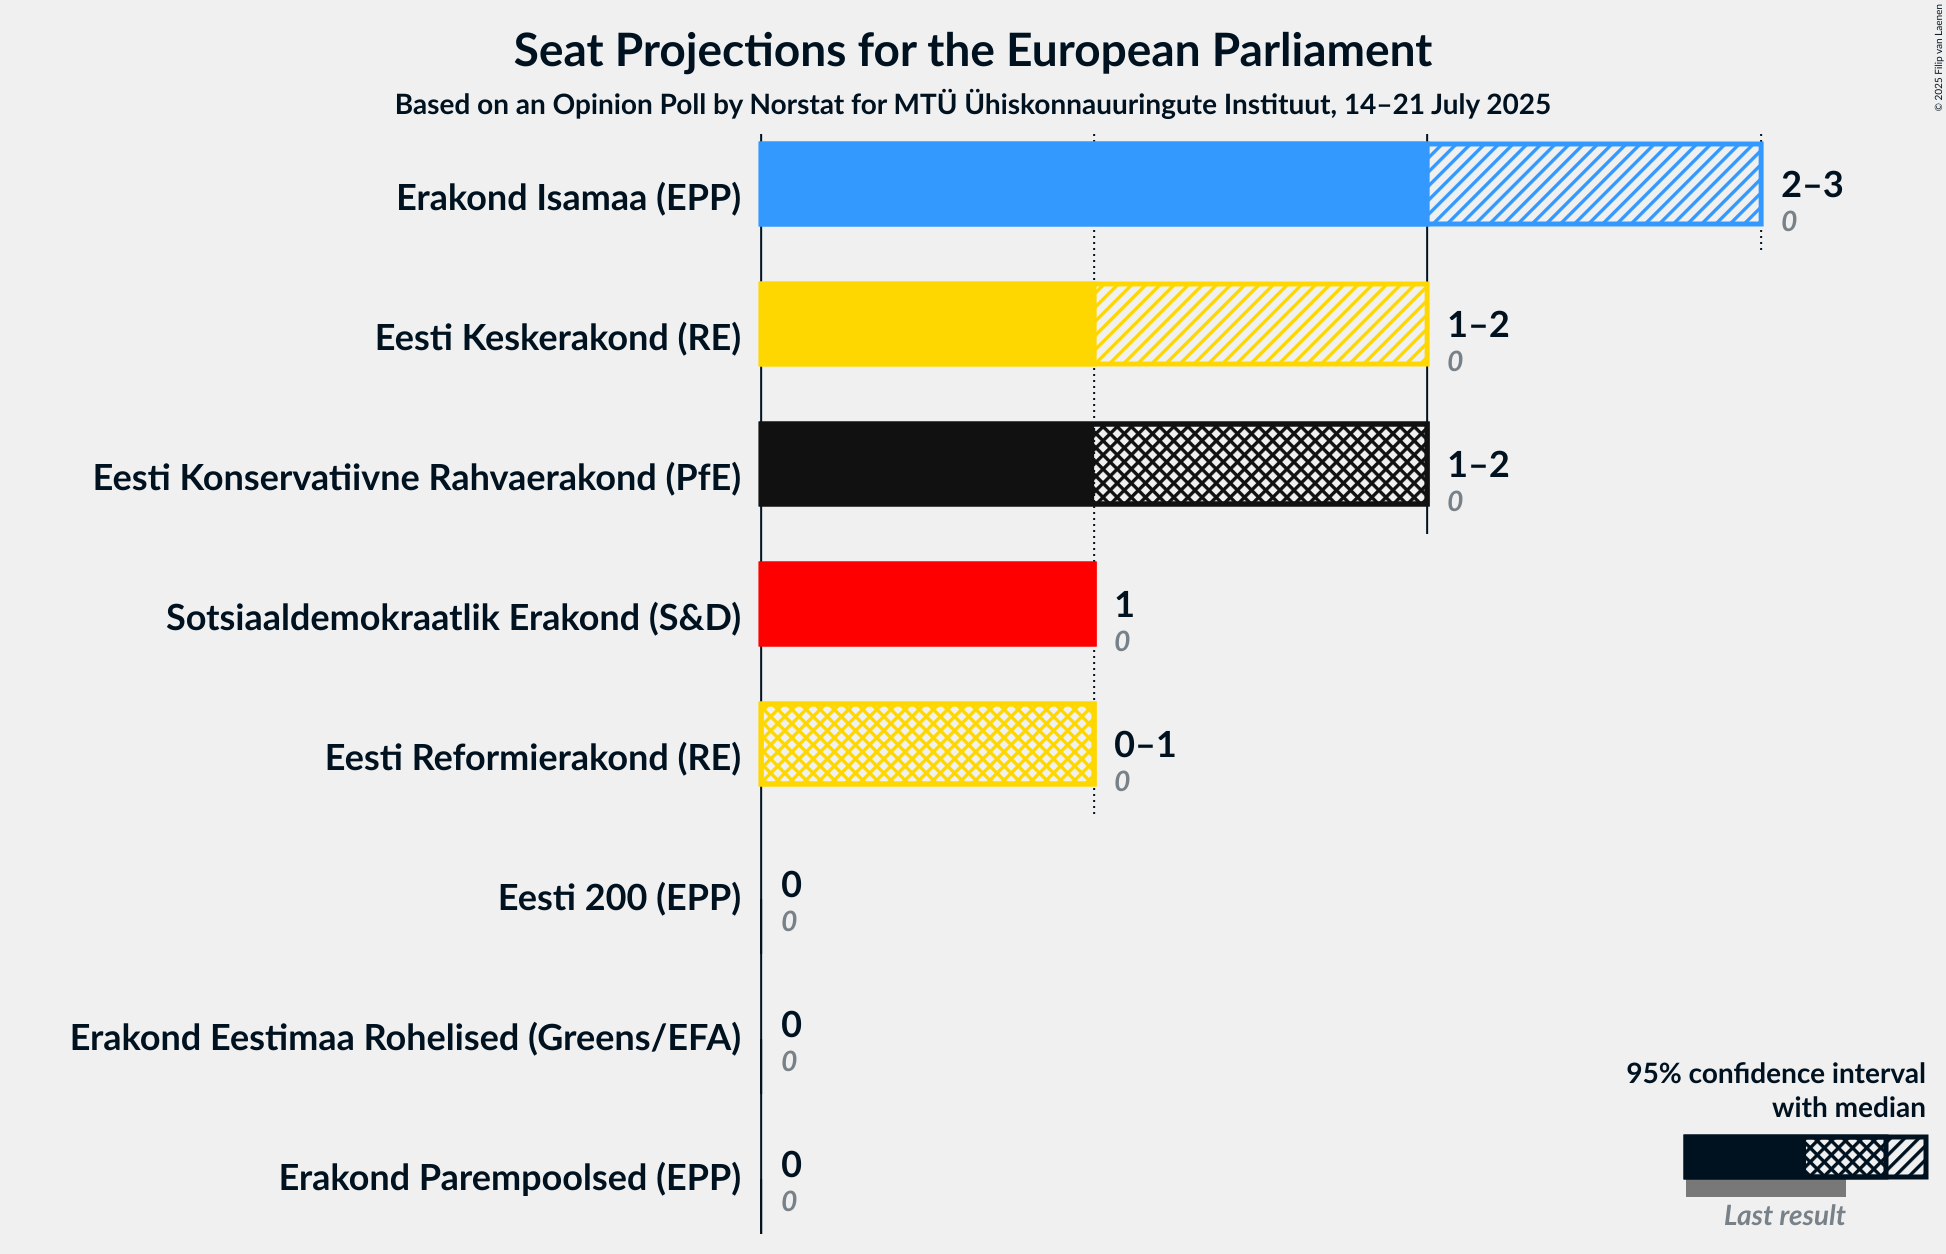 Seat Projections for the European Parliament
Based on an Opinion Poll by Norstat for MTÜ Ühiskonnauuringute Instituut, 14–21 July 2025
© 2025 Filip van Laenen
Erakond Isamaa (EPP)
2–3
0
Eesti Keskerakond (RE)
1–2
0
Eesti Konservatiivne Rahvaerakond (PfE)
1–2
0
Sotsiaaldemokraatlik Erakond (S&D)
1
0
Eesti Reformierakond (RE)
0–1
0
Eesti 200 (EPP)
0
0
Erakond Eestimaa Rohelised (Greens/EFA)
0
0
Erakond Parempoolsed (EPP)
0
0
95% confidence interval
with median
Last result